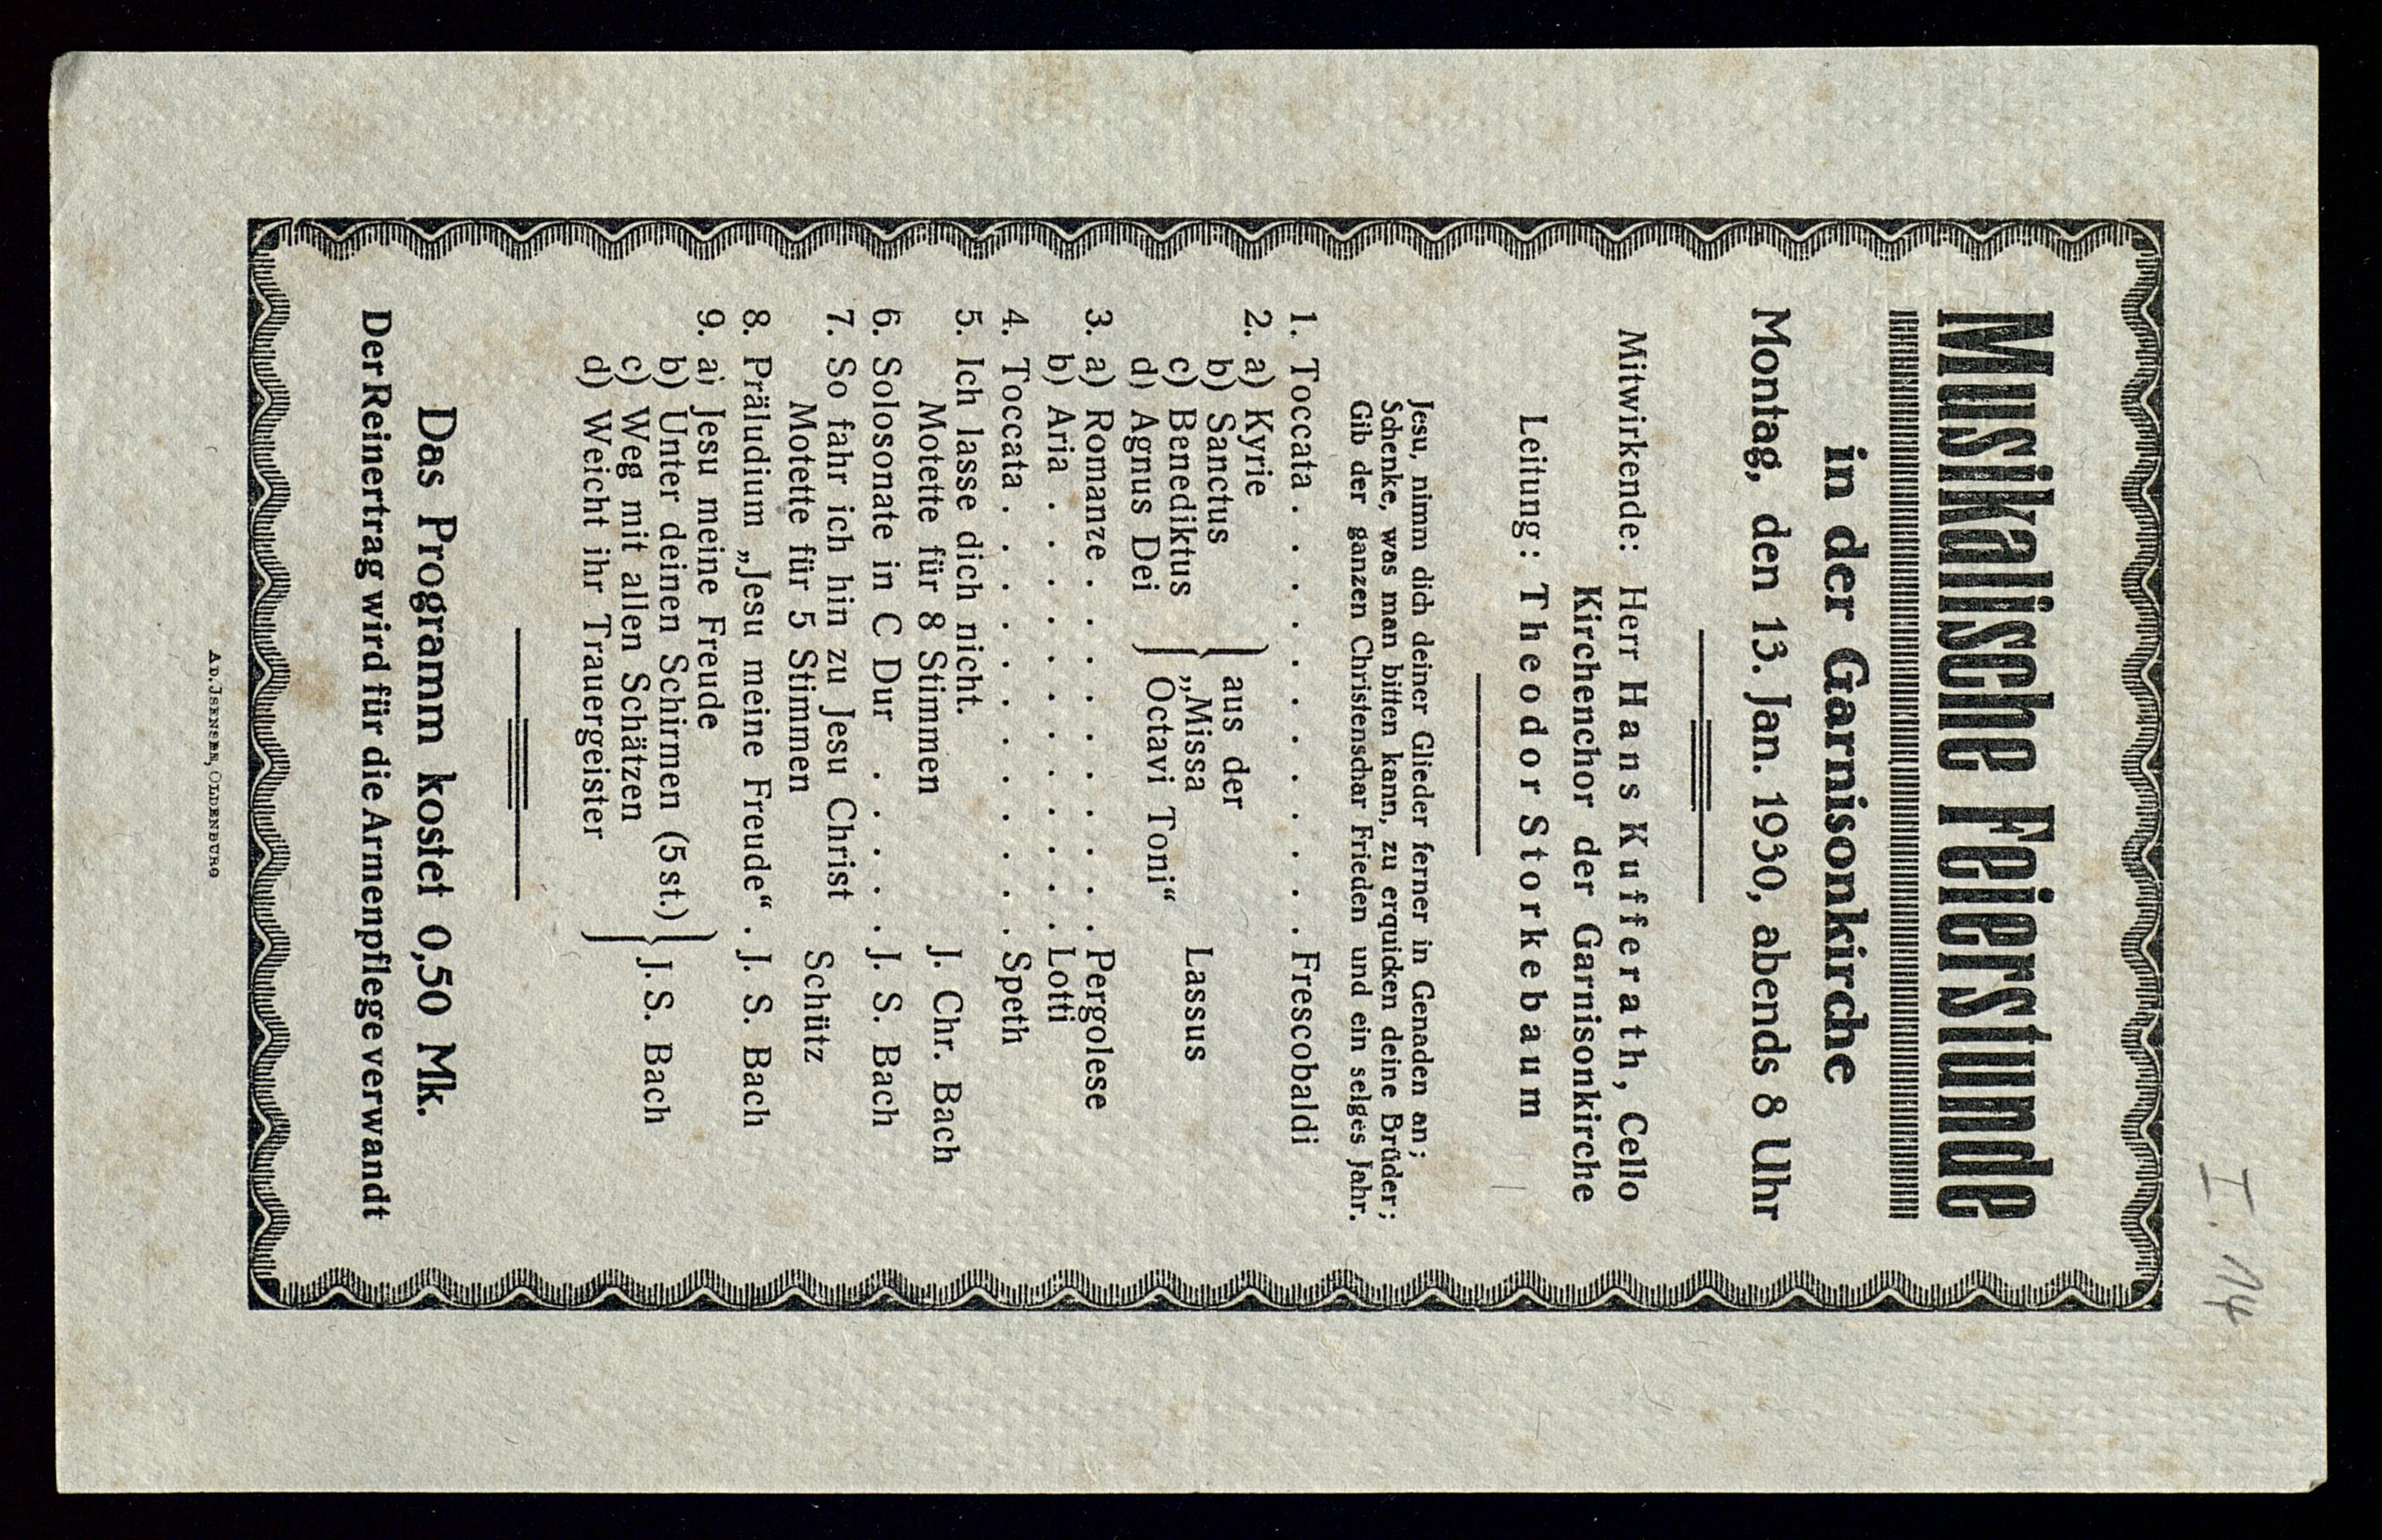 I. 14
Musikalische Feierstunde
in der Garnisonkirche
Montag, den 13. Jan. 1930, abends 8 Uhr
Mitwirkende: Herr Hans Kufferath, Cello
Kirchenchor der Garnisonkirche
Leitung: Theodor Storkebaum
Jesu, nimm dich deiner Glieder ferner in Genaden an;
Schenke, was man bitten kann, zu erquicken deine Brüder;
Gib der ganzen Christenschar Frieden und ein selges Jahr.
1. Toccata . . . . . . . . . . . . Frescobaldi
2. a) Kyrie
b) Sanctus
c) Benediktus
d) Agnus Dei
aus der
„Missa
Octavi Toni“
Lassus
3. a) Romanze . . . . . . . . . . Pergolese
b) Aria . . . . . . . . . . . . Lotti
4. Toccata . . . . . . . . . . . . Speth
5. Ich lasse dich nicht.
Motette für 8 Stimmen J. Chr. Bach
6. Solosonate in C Dur . . . . . J. S. Bach
7. So fahr ich hin zu Jesu Christ
Motette für 5 Stimmen Schütz
8. Präludium „Jesu meine Freude“ . J. S. Bach
9. a) Jesu meine Freude
b) Unter deinen Schirmen (5 st.)
c) Weg mit allen Schätzen
d) Weicht ihr Trauergeister
J. S. Bach
Das Programm kostet 0,50 Mk.
Der Reinertrag wird für die Armenpflege verwandt
AD. JSENSEE, OLDENBURG